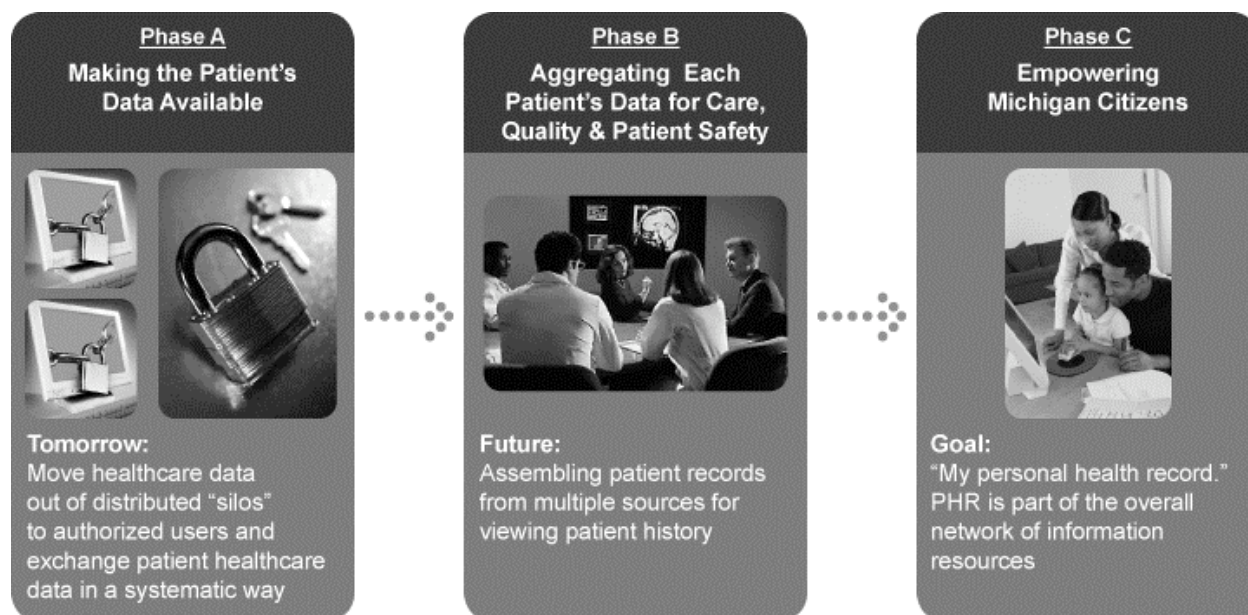 Phase A
Making the Patient's
Data Available
Tomorrow:
Move healthcare data
out of distributed “silos”
to authorized users and
exchange patient healthcare
data in a systematic way
Phase B
Aggregating Each
Patient's Data for Care,
Quality & Patient Safety
Future:
Assembling patient records
from multiple sources for
viewing patient history
Phase C
Empowering
Michigan Citizens
Goal:
“My personal health record.”
PHR is part of the overall
network of information
resources